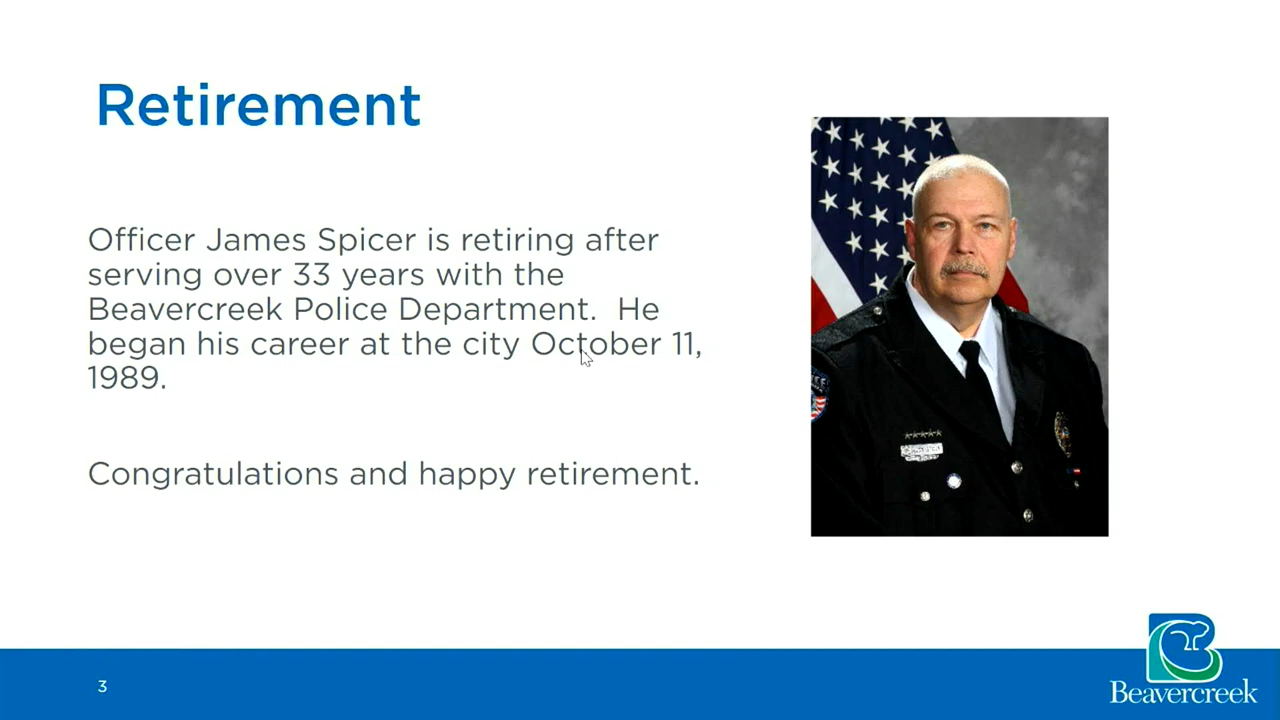 Retirement
Officer James Spicer is retiring after
serving over 33 years with the
Beavercreek Police Department.  He
began his career at the city October 11,
1989.
Congratulations and happy retirement.
3
Beavercreek